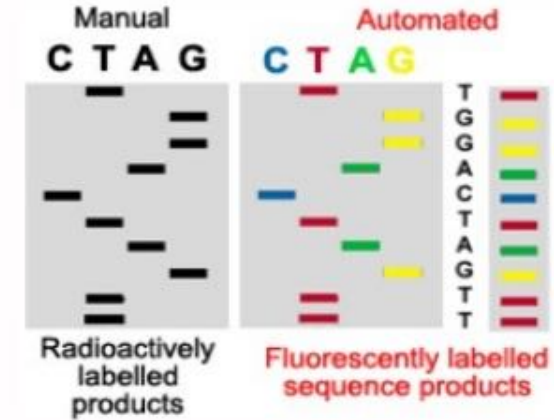 Manual
Automated
C T A G
C T A G
T
G
G
A
C
T
A
G
T
T
Radioactively
labelled
products
Fluorescently labelled
sequence products